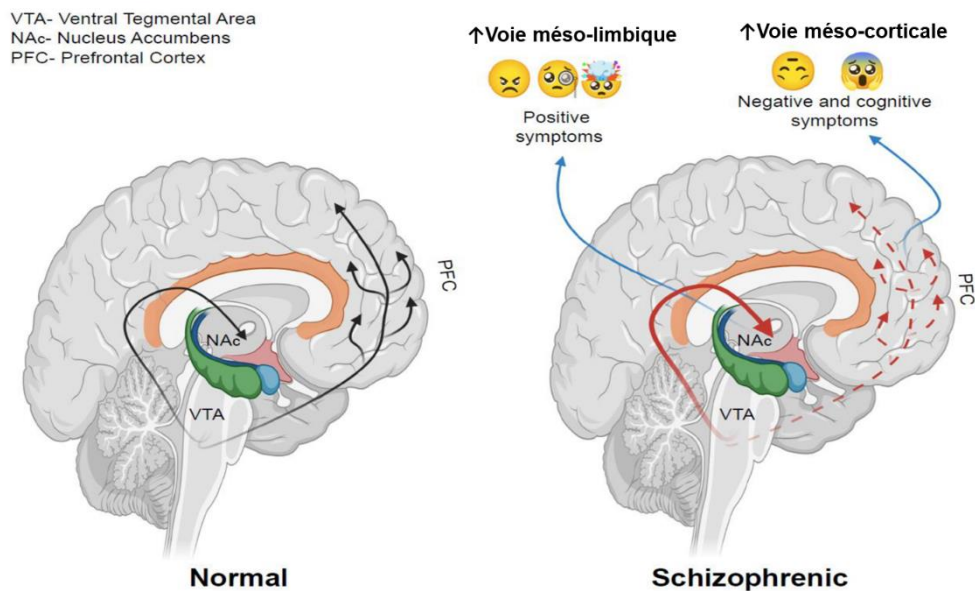 VTA- Ventral Tegmental Area
NAc- Nucleus Accumbens
PFC- Prefrontal Cortex
↑Voie méso-limbique
Positive
symptoms
↑Voie méso-corticale
Negative and cognitive
symptoms
NAc
VTA
PFC
Normal
NAc
VTA
PFC
Schizophrenic